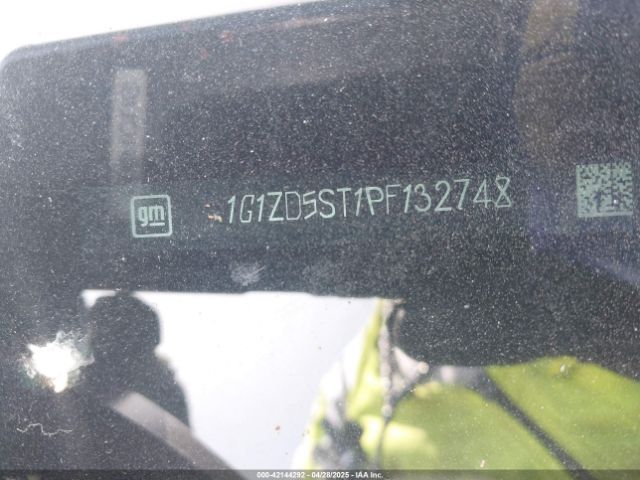 gm 1G1ZD5ST1PF132748
000-42144292 - 04/28/2025 - IAA Inc.